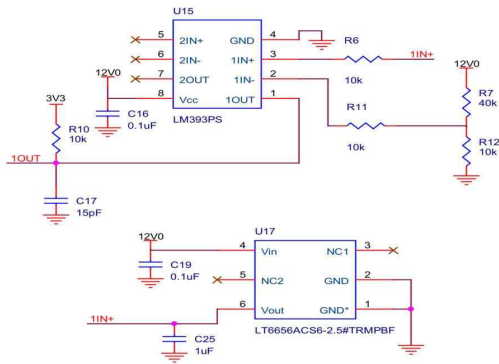 U15
5 2IN+ GND 4
6 2IN- 1IN+ 3
7 2OUT 1IN- 2
8 Vcc 1OUT 1
LM393PS
R6
10k
1IN+
12V0
R7
40k
R11
10k
R12
10k
12V0
C16
0.1uF
3V3
R10
10k
1OUT
C17
15pF
U17
4 Vin NC1 3
5 NC2 GND 2
6 Vout GND* 1
LT6656ACS6-2.5#TRMPBF
12V0
C19
0.1uF
1IN+
C25
1uF